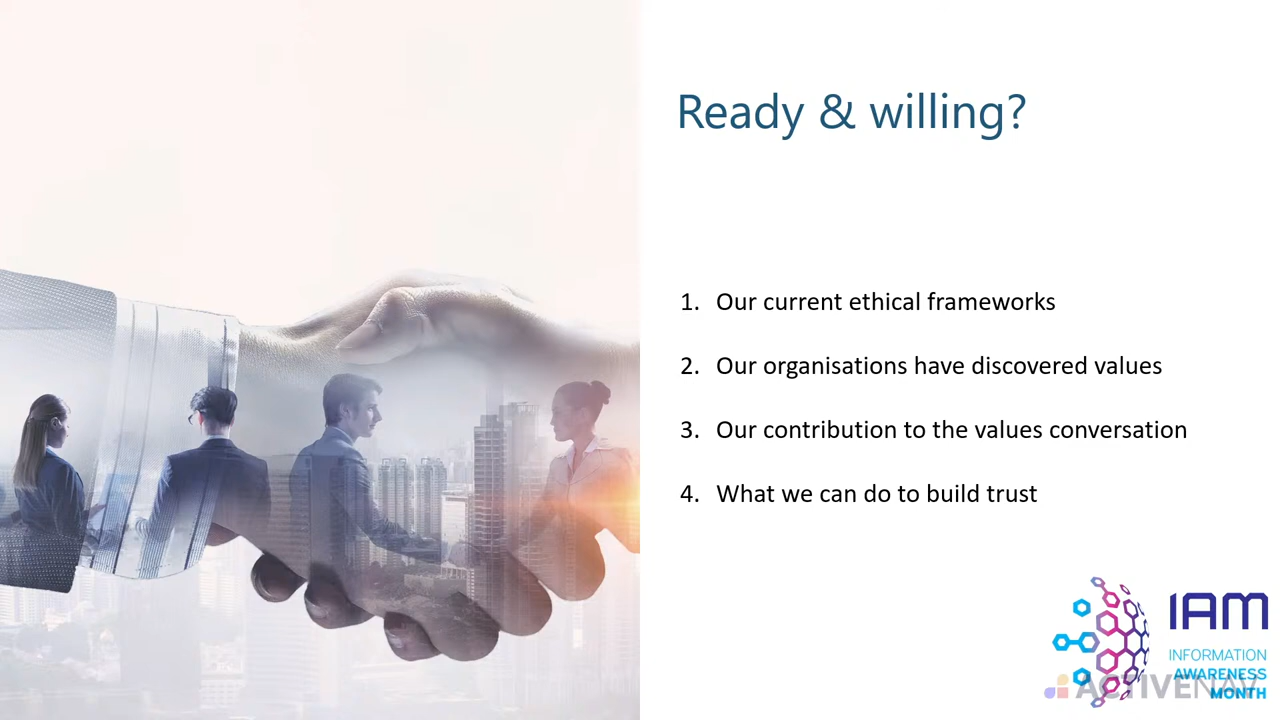 Ready & willing?
1. Our current ethical frameworks
2. Our organisations have discovered values
3. Our contribution to the values conversation
4. What we can do to build trust
IAM
INFORMATION
AWARENESS
MONTH
ACTIVENAV